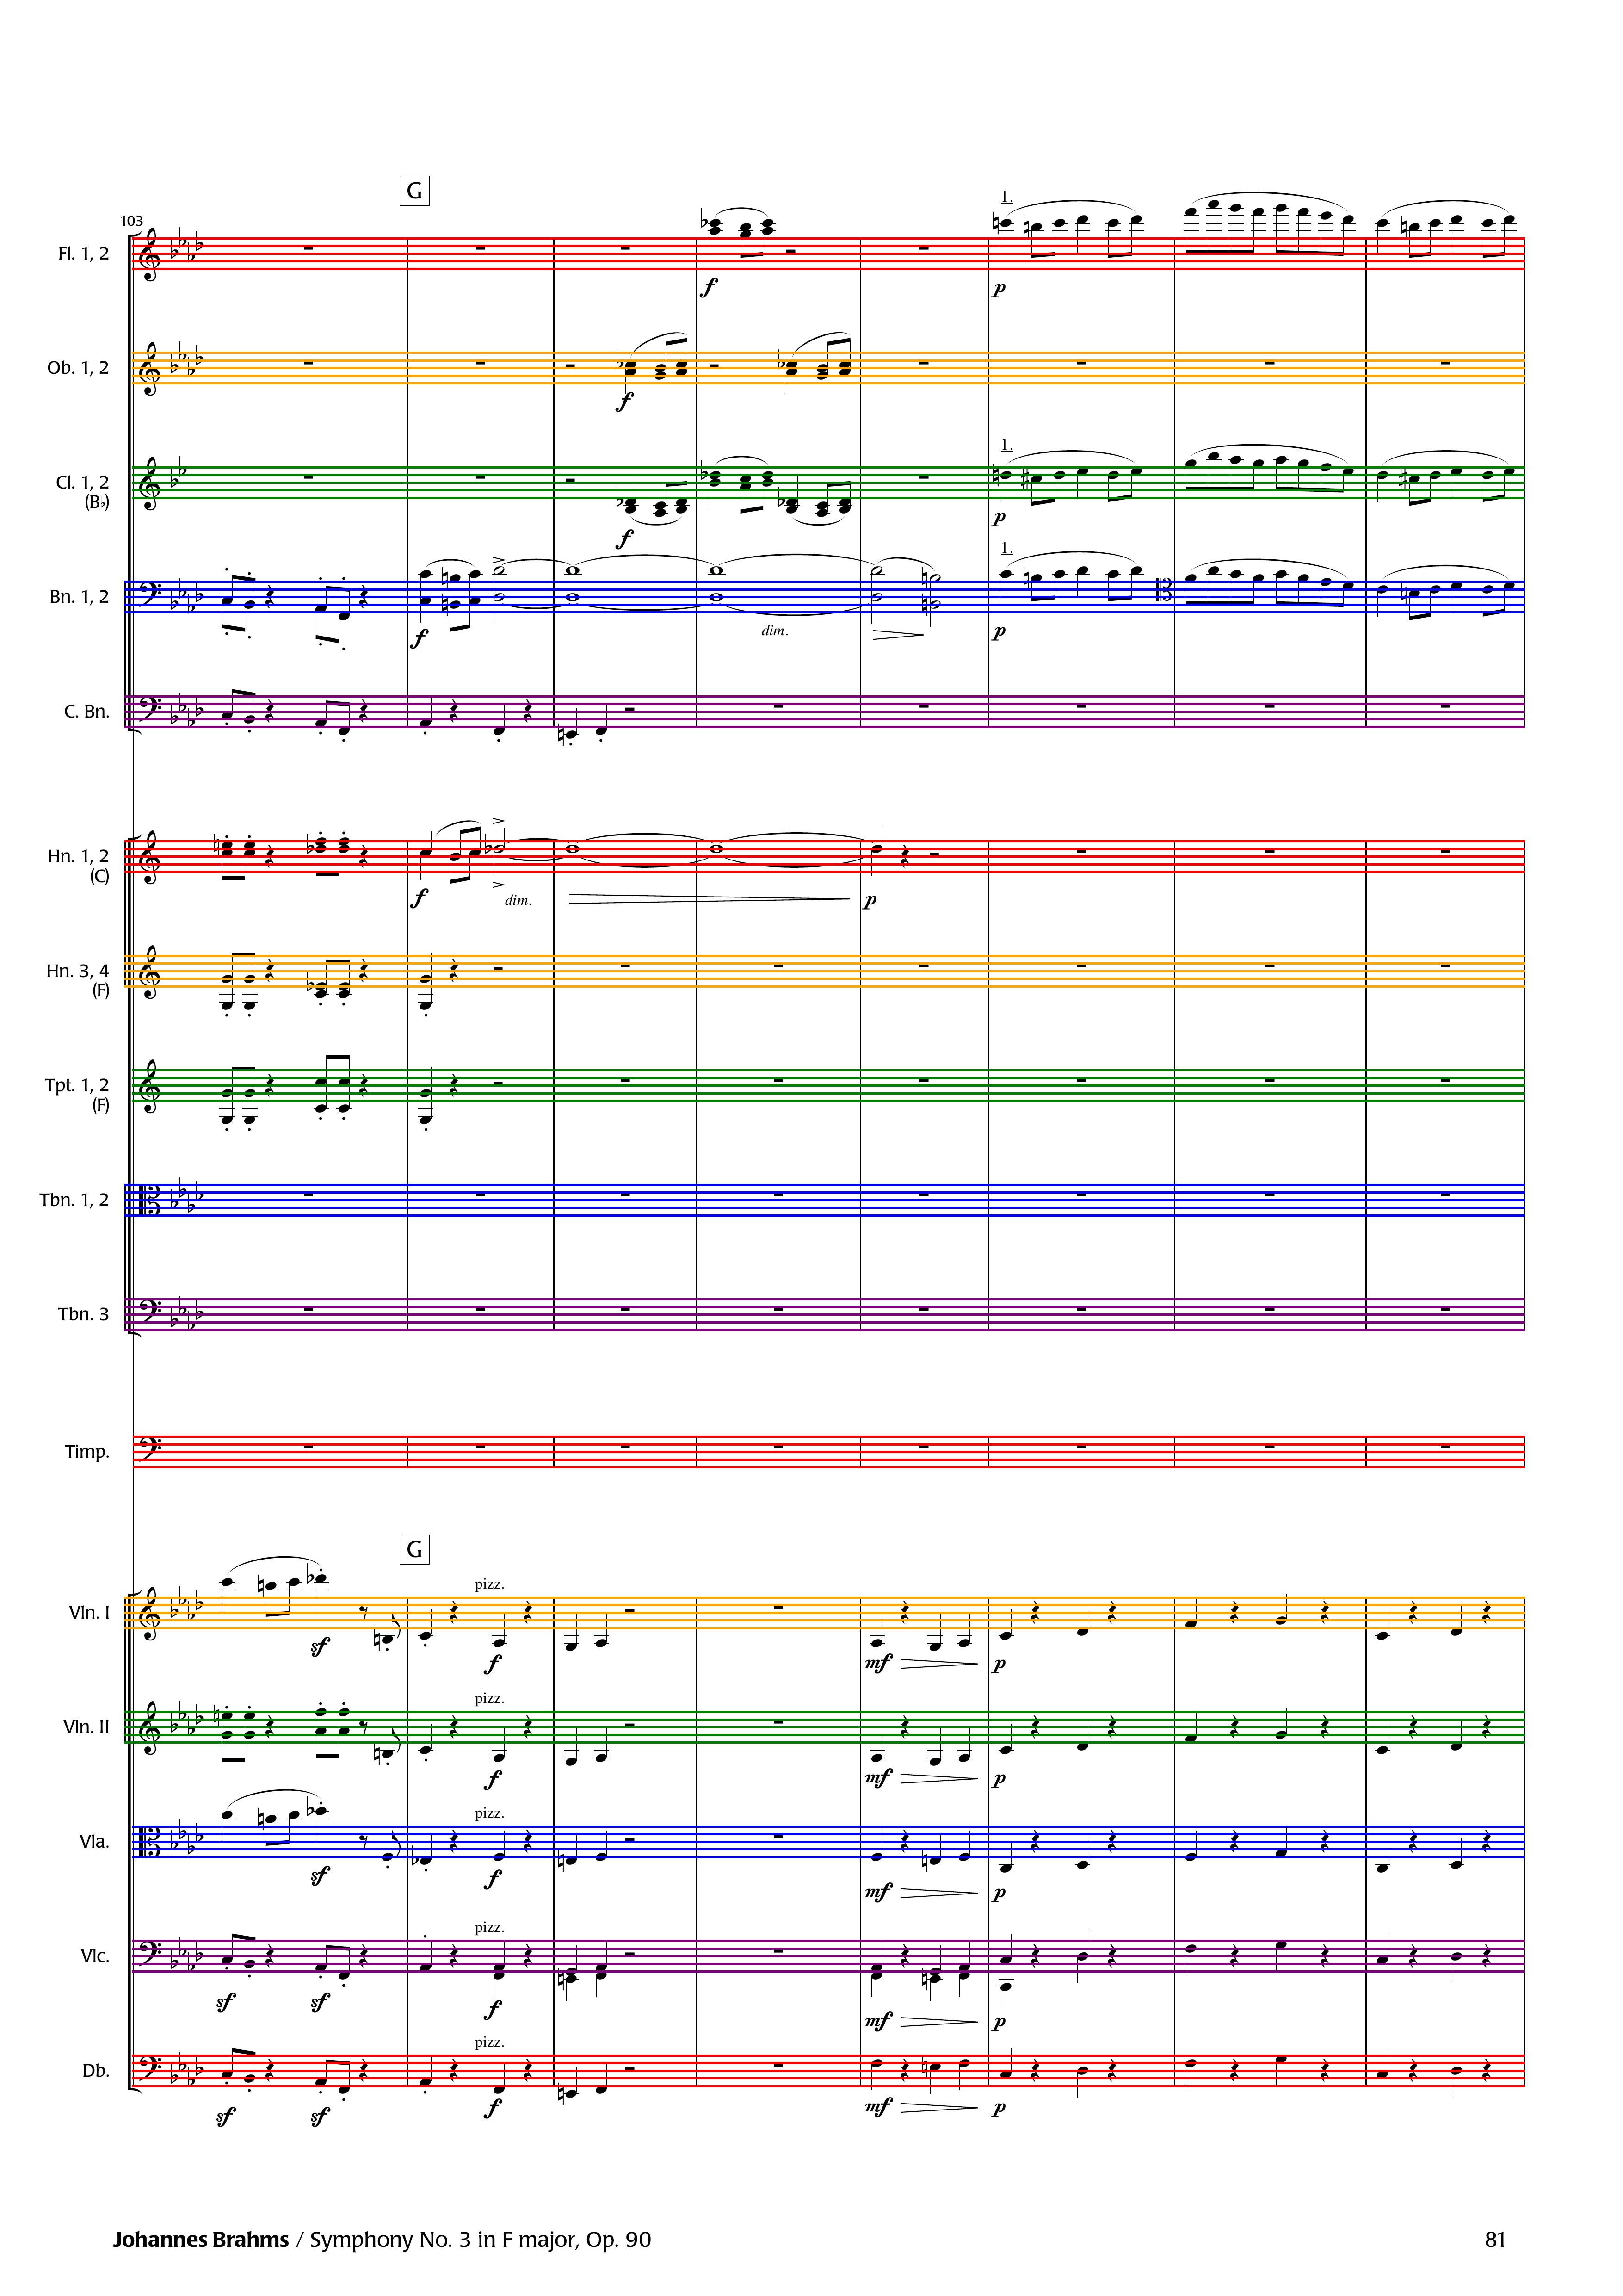 G
103
1.
Fl. 1, 2
f
p
Ob. 1, 2
f
1.
Cl. 1, 2
(B♭)
f
p
1.
Bn. 1, 2
f
dim.
p
C. Bn.
Hn. 1, 2
(C)
f
dim.
p
Hn. 3, 4
(F)
Tpt. 1, 2
(F)
Tbn. 1, 2
Tbn. 3
Timp.
G
pizz.
Vln. I
sf
f
mf
p
pizz.
Vln. II
f
mf
p
pizz.
Vla.
sf
f
mf
p
pizz.
Vlc.
sf
sf
f
mf
p
pizz.
Db.
sf
sf
f
mf
p
Johannes Brahms / Symphony No. 3 in F major, Op. 90
81